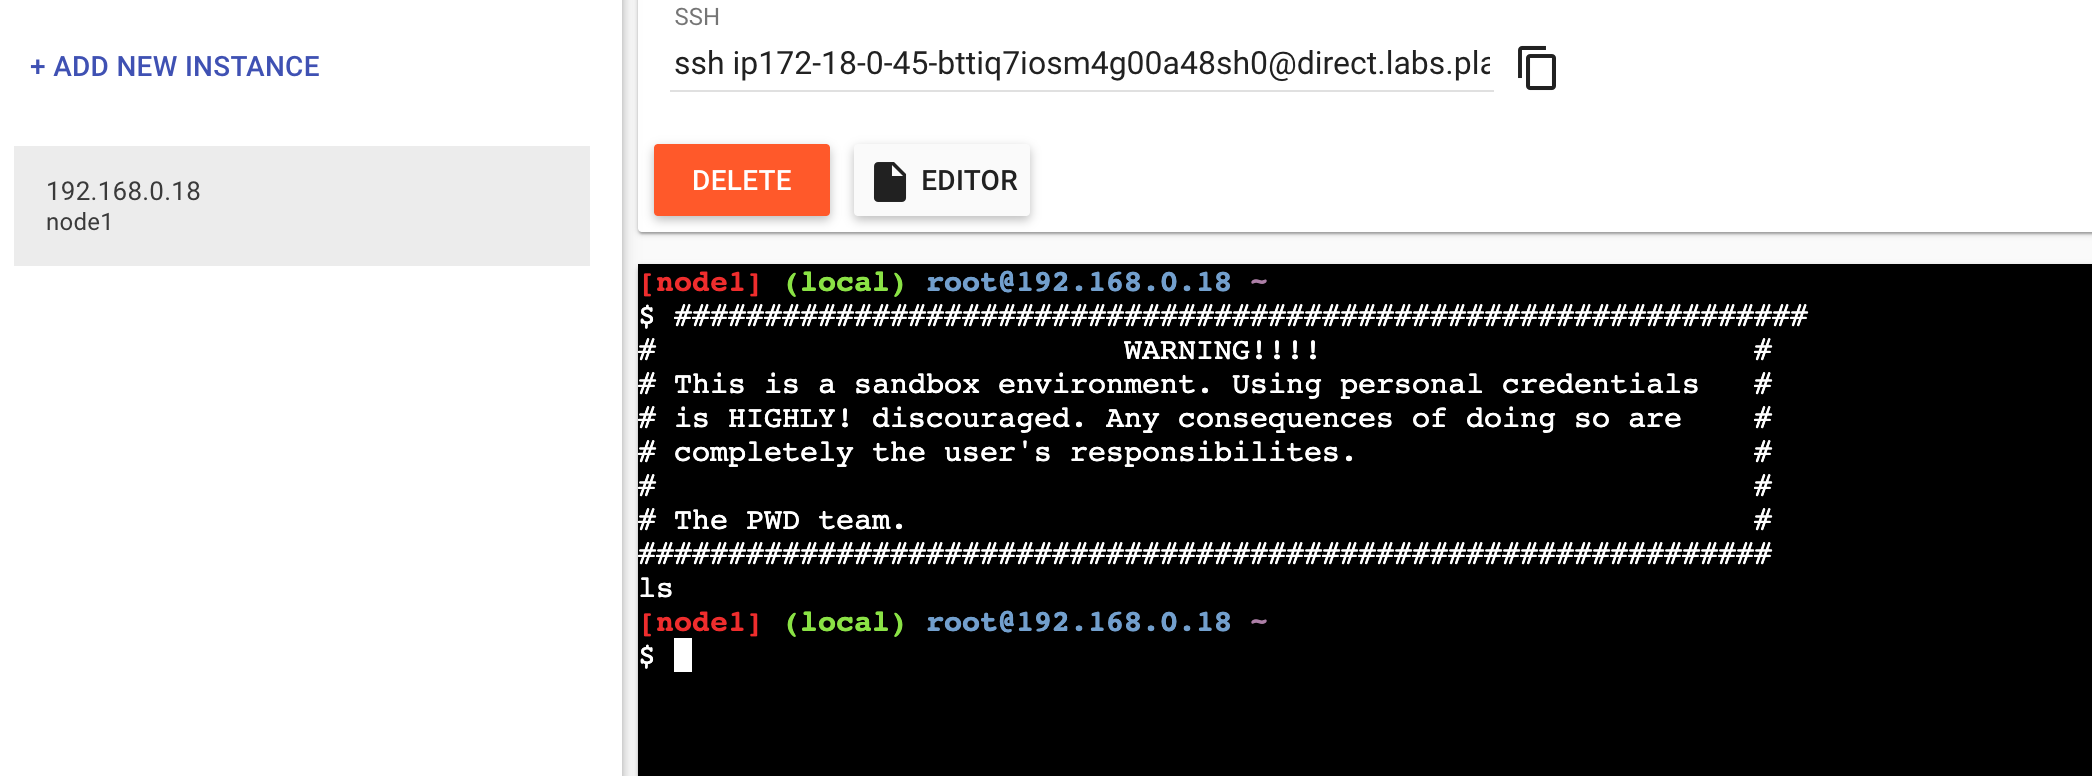 SSH
+ ADD NEW INSTANCE
ssh ip172-18-0-45-bttiq7iosm4g00a48sh0@direct.labs.pla
DELETE
EDITOR
192.168.0.18
node1
[node1] (local) root@192.168.0.18 ~
$ ###############################################################
# WARNING!!!! #
# This is a sandbox environment. Using personal credentials #
# is HIGHLY! discouraged. Any consequences of doing so are #
# completely the user's responsibilites. #
# #
# The PWD team. #
###############################################################
ls
[node1] (local) root@192.168.0.18 ~
$